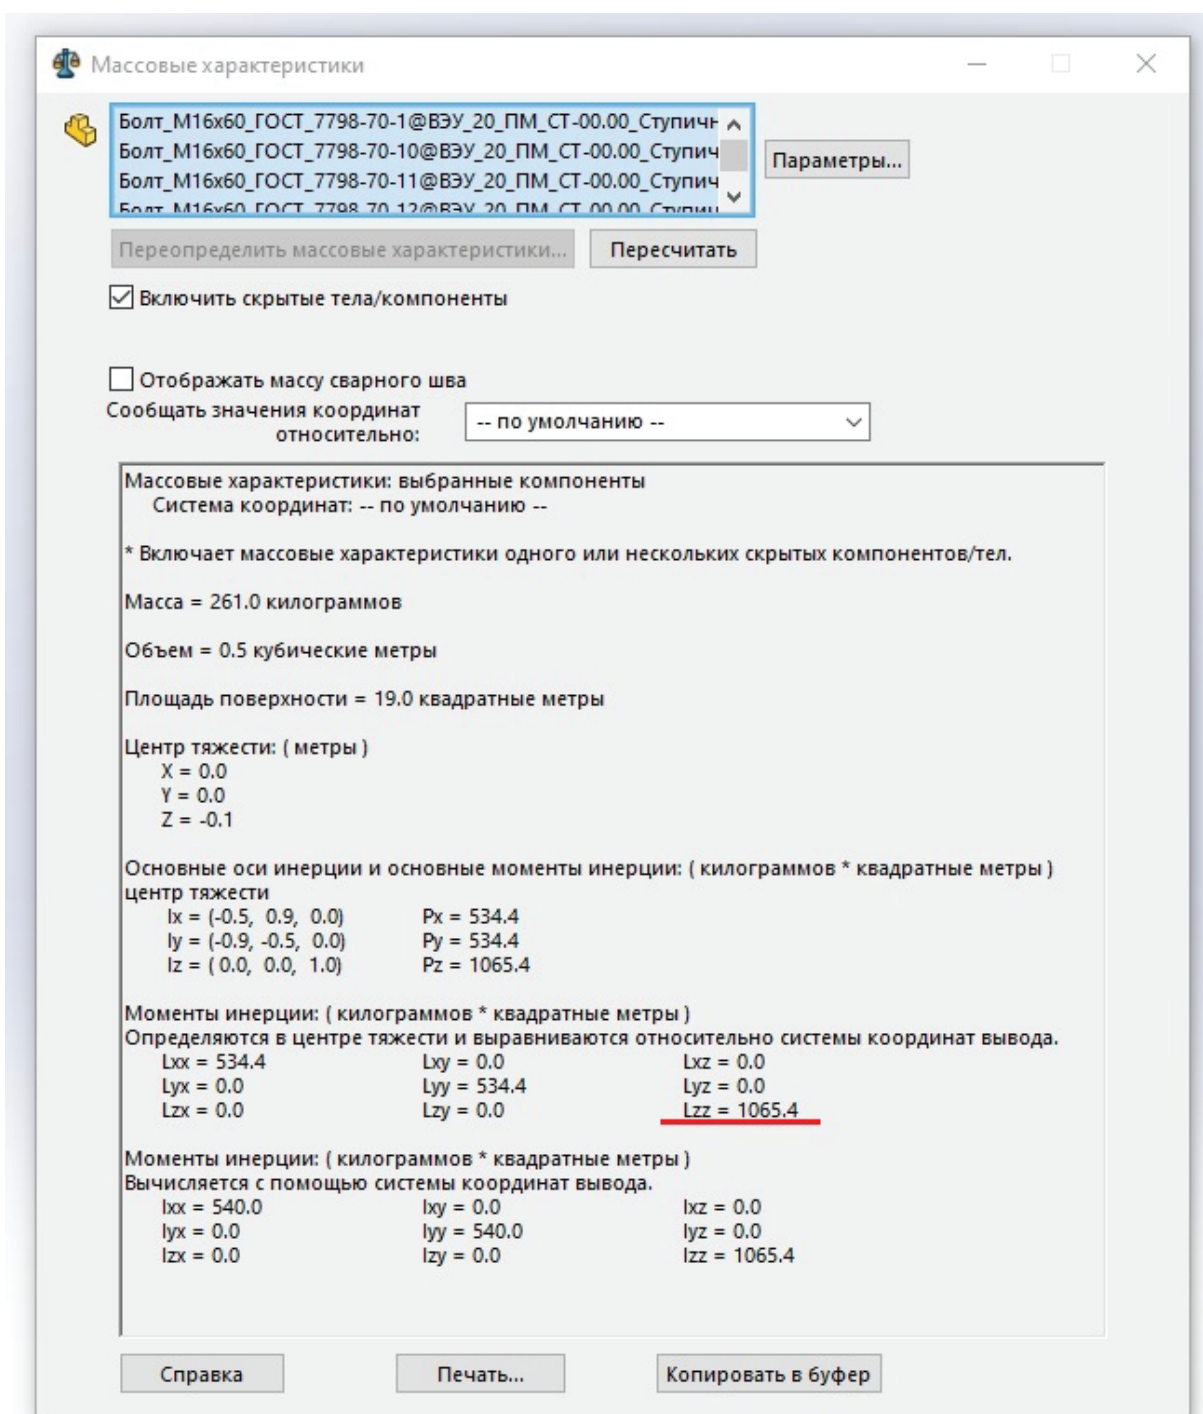 Массовые характеристики
Болт_М16х60_ГОСТ_7798-70-1@ВЭУ_20_ПМ_СТ-00.00_Ступичн
Болт_М16х60_ГОСТ_7798-70-10@ВЭУ_20_ПМ_СТ-00.00_Ступич
Параметры...
Болт_М16х60_ГОСТ_7798-70-11@ВЭУ_20_ПМ_СТ-00.00_Ступич
Болт_М16х60_ГОСТ_7798-70-12@ВЭУ_20_ПМ_СТ-00.00_Ступич
Переопределить массовые характеристики... Пересчитать
Включить скрытые тела/компоненты
Отображать массу сварного шва
Сообщать значения координат
относительно: -- по умолчанию --
Массовые характеристики: выбранные компоненты
Система координат: -- по умолчанию --
* Включает массовые характеристики одного или нескольких скрытых компонентов/тел.
Масса = 261.0 килограммов
Объем = 0.5 кубические метры
Площадь поверхности = 19.0 квадратные метры
Центр тяжести: ( метры )
X = 0.0
Y = 0.0
Z = -0.1
Основные оси инерции и основные моменты инерции: ( килограммов * квадратные метры )
центр тяжести
Ix = (-0.5, 0.9, 0.0) Px = 534.4
Iy = (-0.9, -0.5, 0.0) Py = 534.4
Iz = ( 0.0, 0.0, 1.0) Pz = 1065.4
Моменты инерции: ( килограммов * квадратные метры )
Определяются в центре тяжести и выравниваются относительно системы координат вывода.
Lxx = 534.4 Lxy = 0.0 Lxz = 0.0
Lyx = 0.0 Lyy = 534.4 Lyz = 0.0
Lzx = 0.0 Lzy = 0.0 Lzz = 1065.4
Моменты инерции: ( килограммов * квадратные метры )
Вычисляется с помощью системы координат вывода.
Ixx = 540.0 Ixy = 0.0 Ixz = 0.0
Iyx = 0.0 Iyy = 540.0 Iyz = 0.0
Izx = 0.0 Izy = 0.0 Izz = 1065.4
Справка Печать... Копировать в буфер